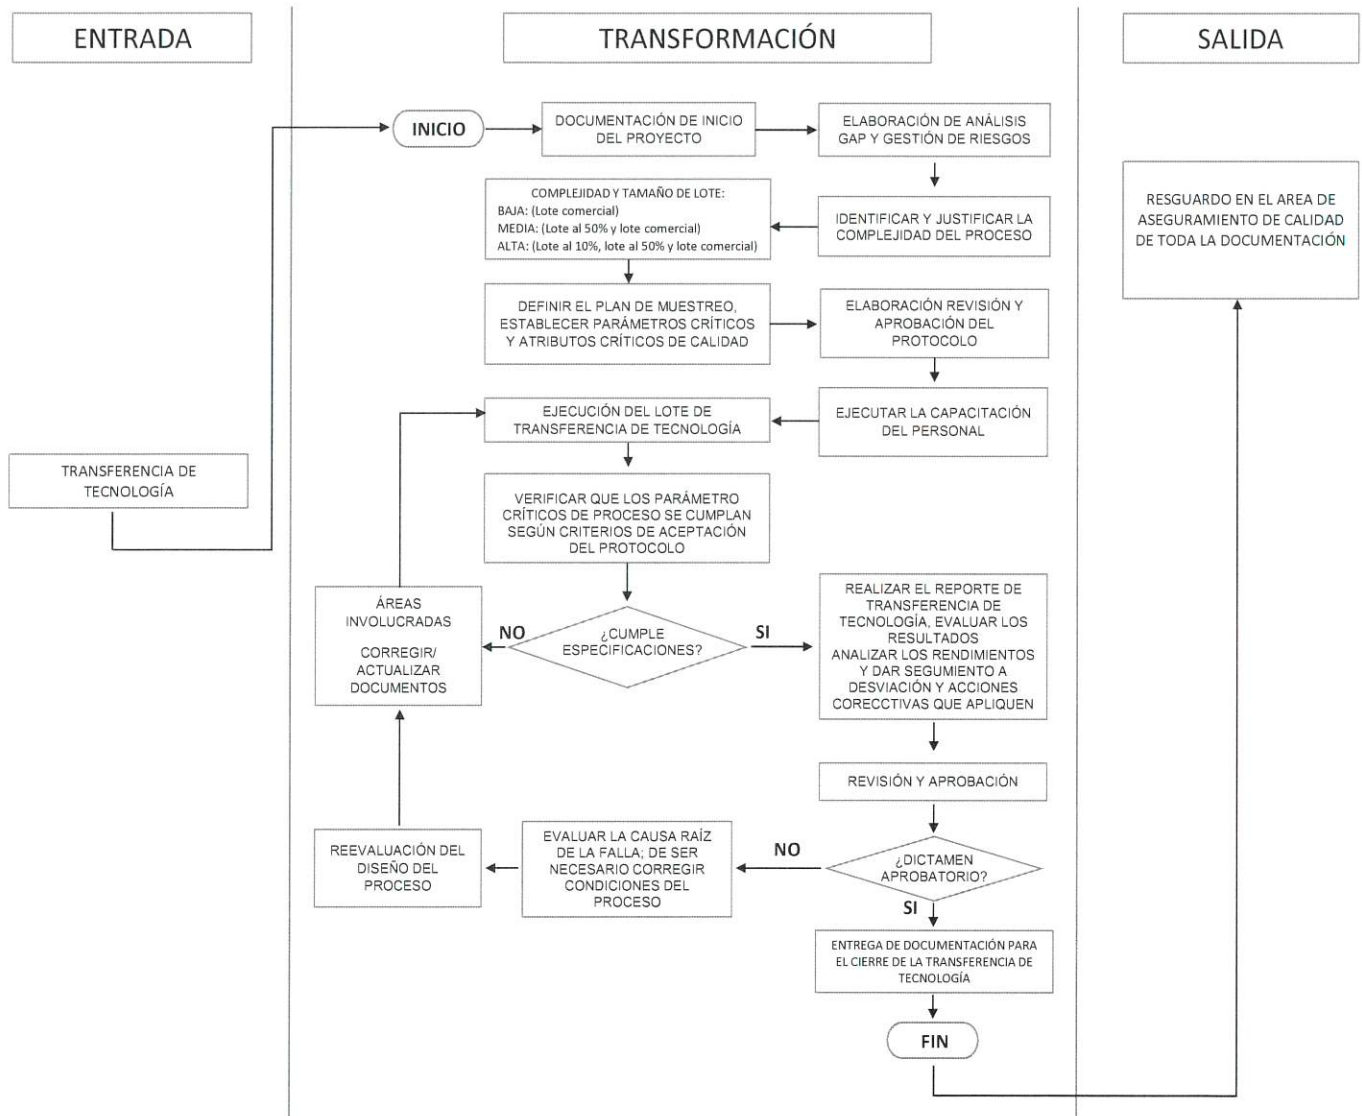 ENTRADA
TRANSFORMACIÓN
SALIDA
INICIO
DOCUMENTACIÓN DE INICIO
DEL PROYECTO
ELABORACIÓN DE ANÁLISIS
GAP Y GESTIÓN DE RIESGOS
COMPLEJIDAD Y TAMAÑO DE LOTE:
BAJA: (Lote comercial)
MEDIA: (Lote al 50% y lote comercial)
ALTA: (Lote al 10%, lote al 50% y lote comercial)
IDENTIFICAR Y JUSTIFICAR LA
COMPLEJIDAD DEL PROCESO
RESGUARDO EN EL AREA DE
ASEGURAMIENTO DE CALIDAD
DE TODA LA DOCUMENTACIÓN
DEFINIR EL PLAN DE MUESTREO,
ESTABLECER PARÁMETROS CRÍTICOS
Y ATRIBUTOS CRÍTICOS DE CALIDAD
ELABORACIÓN REVISIÓN Y
APROBACIÓN DEL
PROTOCOLO
EJECUCIÓN DEL LOTE DE
TRANSFERENCIA DE TECNOLOGÍA
EJECUTAR LA CAPACITACIÓN
DEL PERSONAL
TRANSFERENCIA DE
TECNOLOGÍA
VERIFICAR QUE LOS PARÁMETRO
CRÍTICOS DE PROCESO SE CUMPLAN
SEGÚN CRITERIOS DE ACEPTACIÓN
DEL PROTOCOLO
ÁREAS
INVOLUCRADAS
CORREGIR/
ACTUALIZAR
DOCUMENTOS
NO
¿CUMPLE
ESPECIFICACIONES?
SI
REALIZAR EL REPORTE DE
TRANSFERENCIA DE
TECNOLOGÍA, EVALUAR LOS
RESULTADOS
ANALIZAR LOS RENDIMIENTOS
Y DAR SEGUMIENTO A
DESVIACIÓN Y ACCIONES
CORECCTIVAS QUE APLIQUEN
REVISIÓN Y APROBACIÓN
REEVALUACIÓN DEL
DISEÑO DEL
PROCESO
EVALUAR LA CAUSA RAÍZ
DE LA FALLA; DE SER
NECESARIO CORREGIR
CONDICIONES DEL
PROCESO
NO
¿DICTAMEN
APROBATORIO?
SI
ENTREGA DE DOCUMENTACIÓN PARA
EL CIERRE DE LA TRANSFERENCIA DE
TECNOLOGÍA
FIN